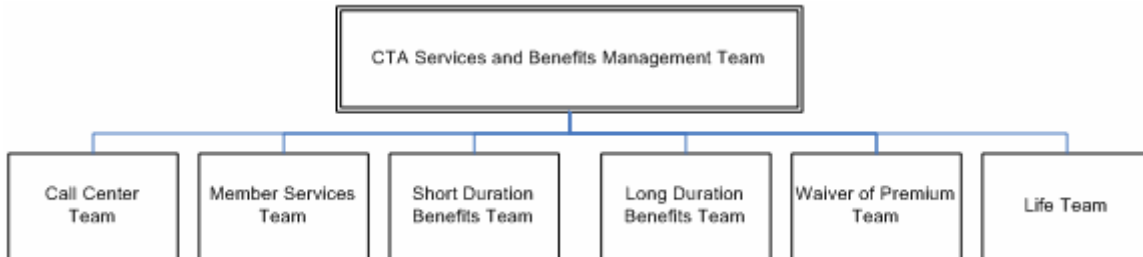 CTA Services and Benefits Management Team
Call Center
Team
Member Services
Team
Short Duration
Benefits Team
Long Duration
Benefits Team
Waiver of Premium
Team
Life Team